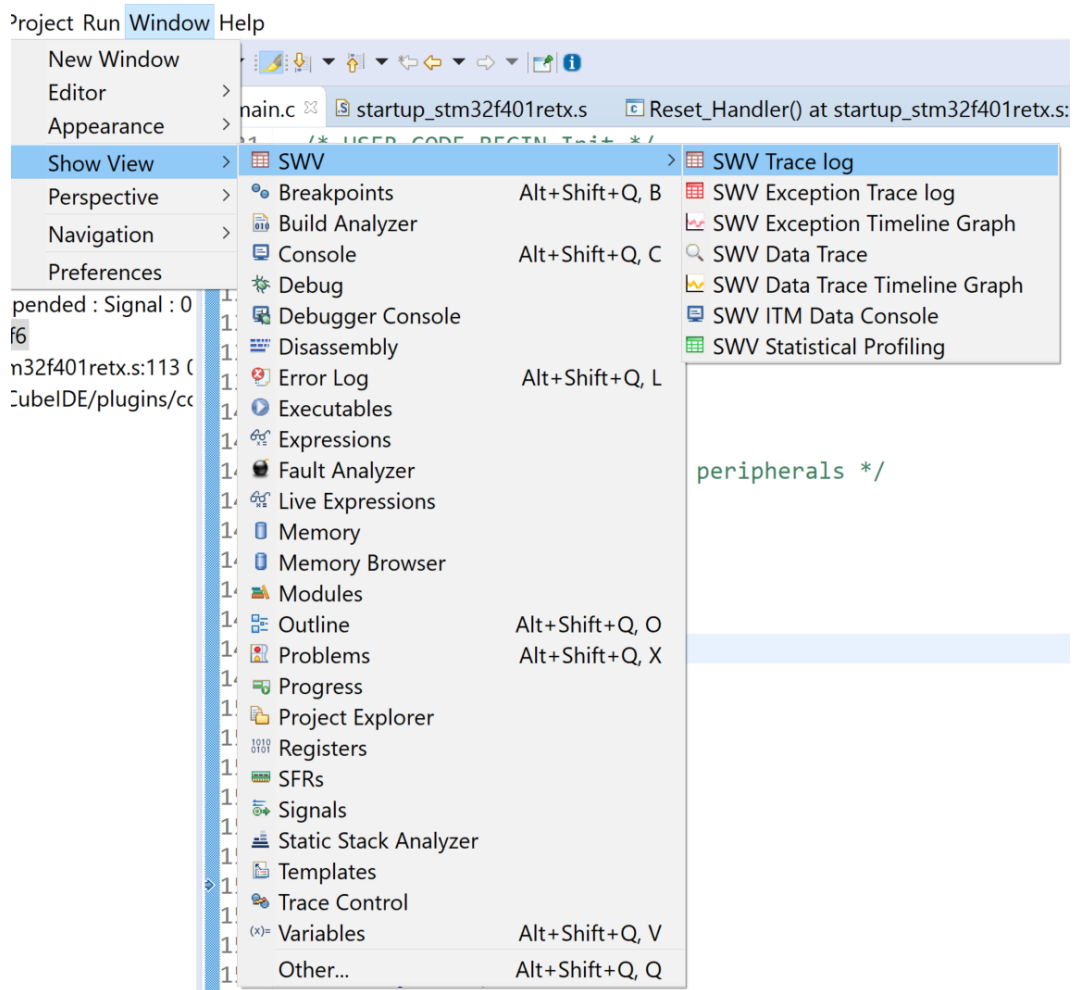 Project Run Window Help
New Window
Editor
Appearance
Show View
Perspective
Navigation
Preferences
main.c
startup_stm32f401retx.s
Reset_Handler() at startup_stm32f401retx.s:
SWV
Breakpoints Alt+Shift+Q, B
Build Analyzer
Console Alt+Shift+Q, C
Debug
Debugger Console
Disassembly
Error Log Alt+Shift+Q, L
Executables
Expressions
Fault Analyzer
Live Expressions
Memory
Memory Browser
Modules
Outline Alt+Shift+Q, O
Problems Alt+Shift+Q, X
Progress
Project Explorer
Registers
SFRs
Signals
Static Stack Analyzer
Templates
Trace Control
Variables Alt+Shift+Q, V
Other... Alt+Shift+Q, Q
SWV Trace log
SWV Exception Trace log
SWV Exception Timeline Graph
SWV Data Trace
SWV Data Trace Timeline Graph
SWV ITM Data Console
SWV Statistical Profiling
pended : Signal : 0
f6
m32f401retx.s:113 (
CubeIDE/plugins/cc
peripherals */